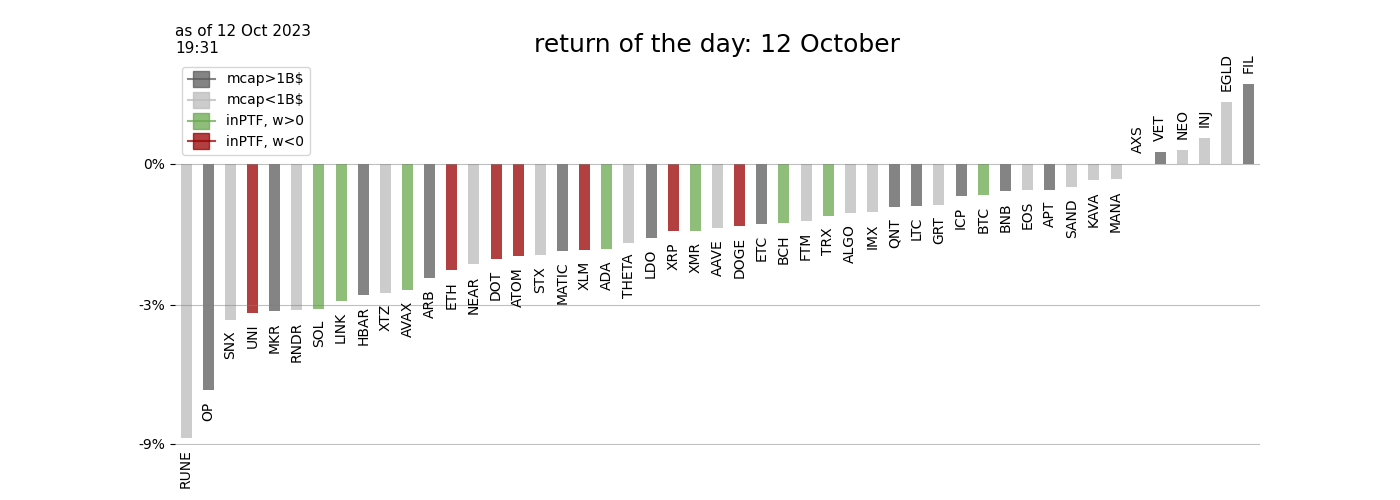 as of 12 Oct 2023
19:31
return of the day: 12 October
mcap>1B$
mcap<1B$
inPTF, w>0
inPTF, w<0
0%
-3%
-9%
RUNE
OP
SNX
UNI
MKR
RNDR
SOL
LINK
HBAR
XTZ
AVAX
ARB
ETH
NEAR
DOT
ATOM
STX
MATIC
XLM
ADA
THETA
LDO
XRP
XMR
AAVE
DOGE
ETC
BCH
FTM
TRX
ALGO
IMX
QNT
LTC
GRT
ICP
BTC
BNB
EOS
APT
SAND
KAVA
MANA
AXS
VET
NEO
INJ
EGLD
FIL